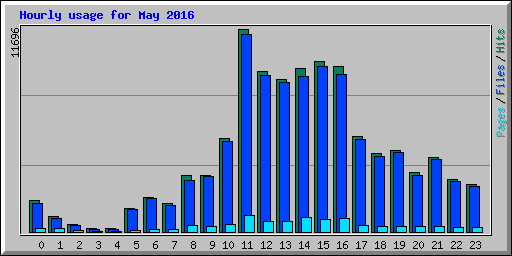 Hourly usage for May 2016
11696
Pages/Files/Hits
0 1 2 3 4 5 6 7 8 9 10 11 12 13 14 15 16 17 18 19 20 21 22 23